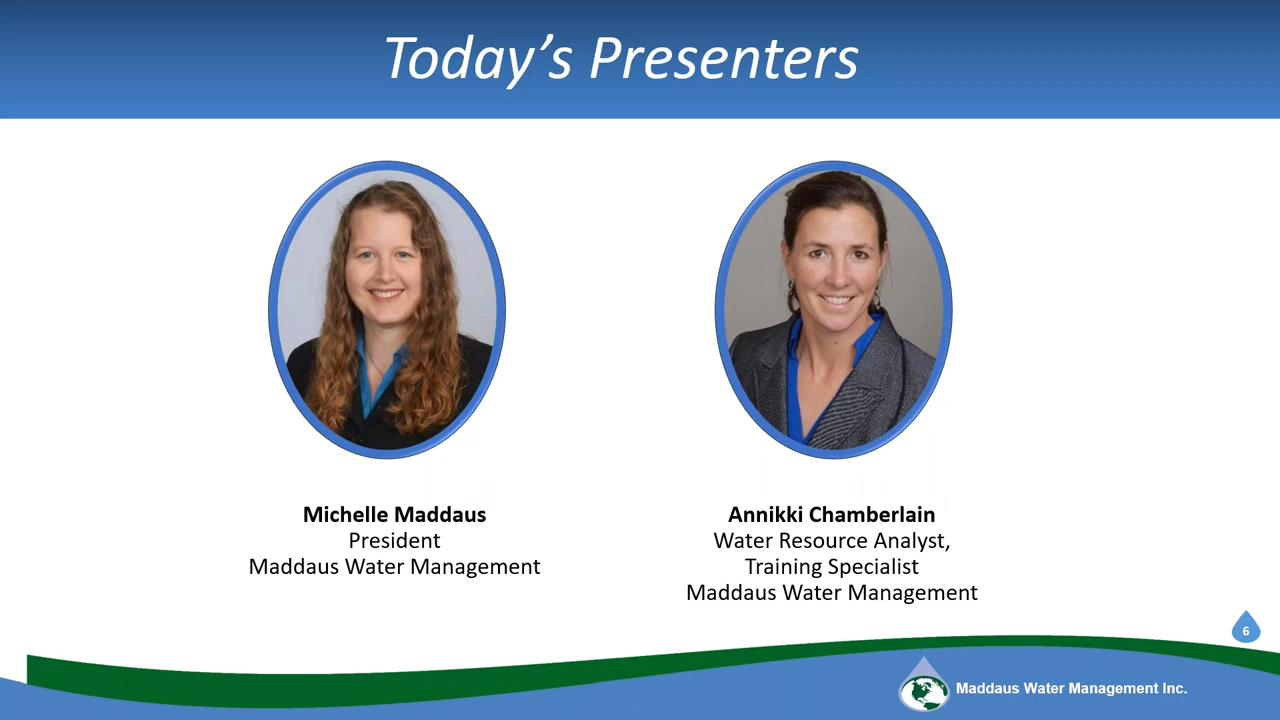 Today’s Presenters
Michelle Maddaus
President
Maddaus Water Management
Annikki Chamberlain
Water Resource Analyst,
Training Specialist
Maddaus Water Management
6
Maddaus Water Management Inc.